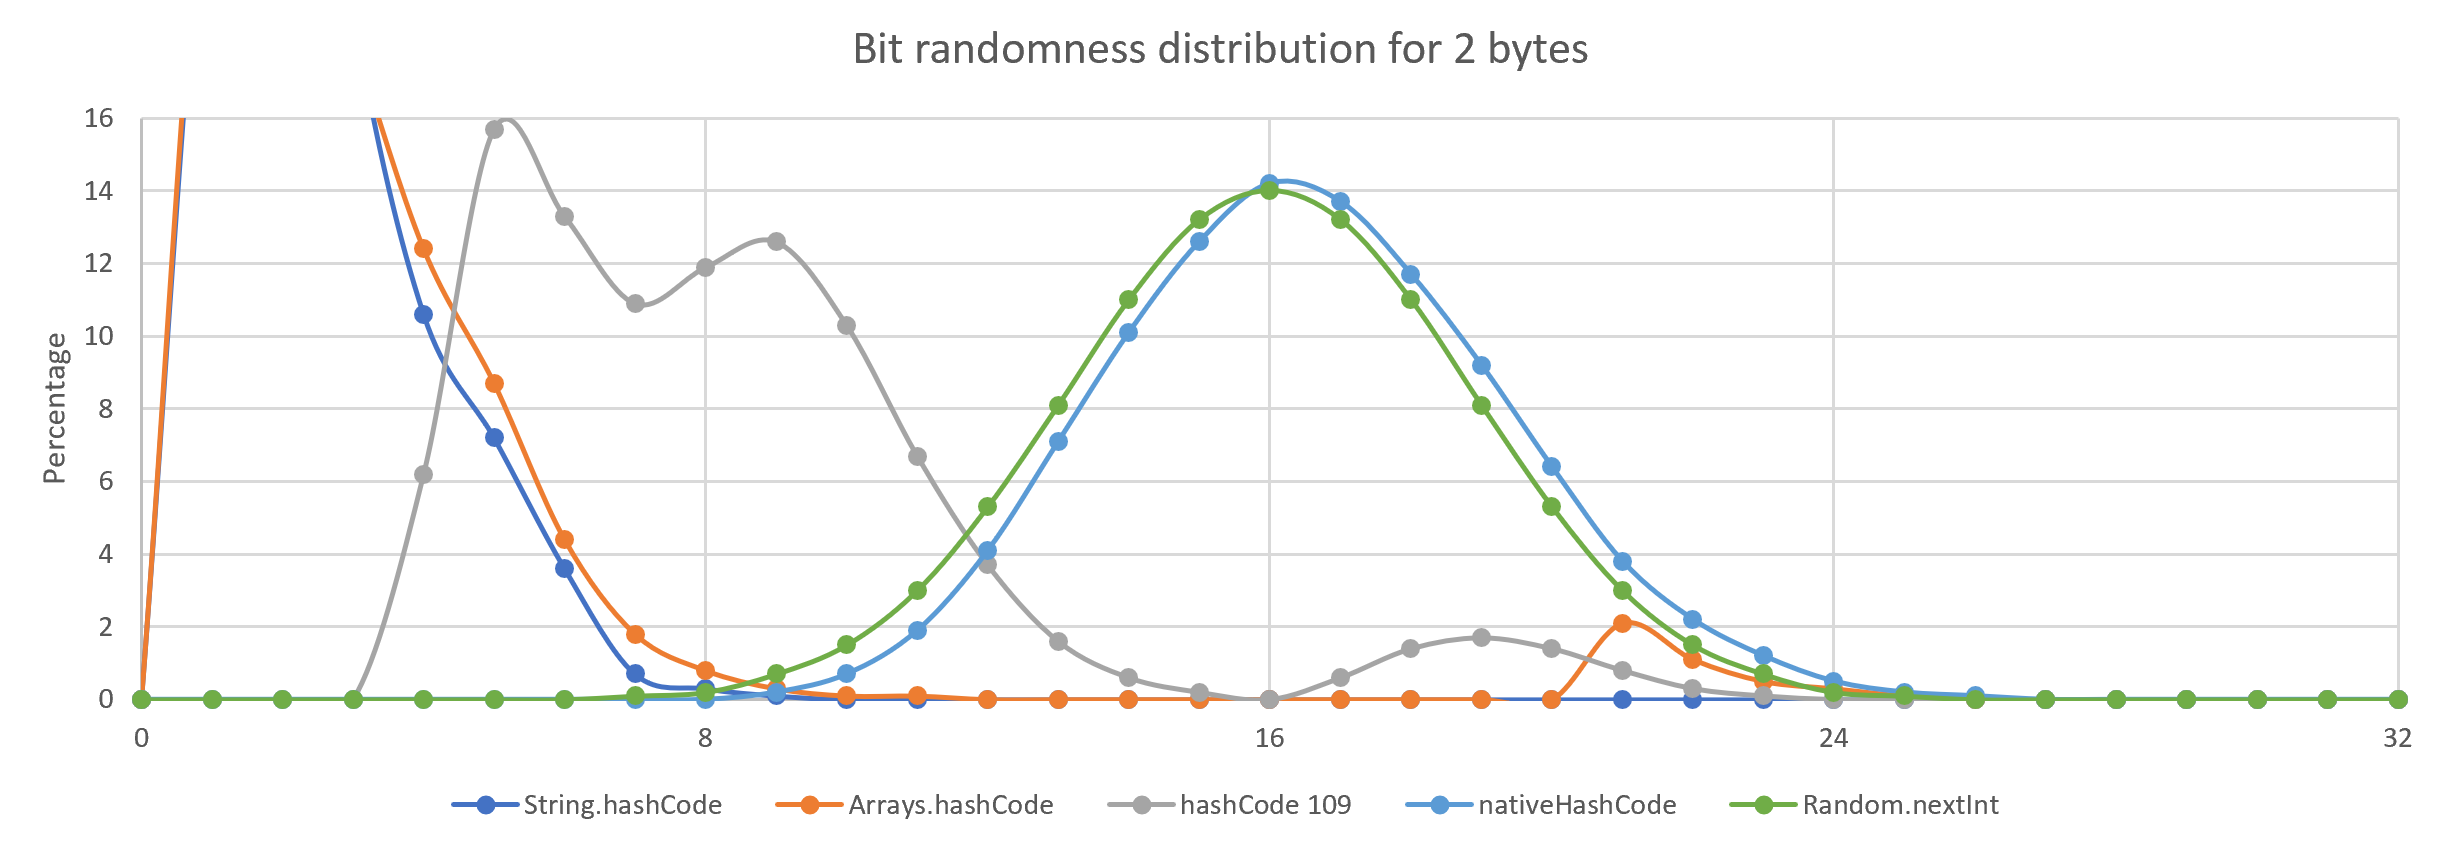 Bit randomness distribution for 2 bytes
16
14
12
10
8
6
4
2
0
Percentage
0 8 16 24 32
String.hashCode Arrays.hashCode hashCode 109 nativeHashCode Random.nextInt